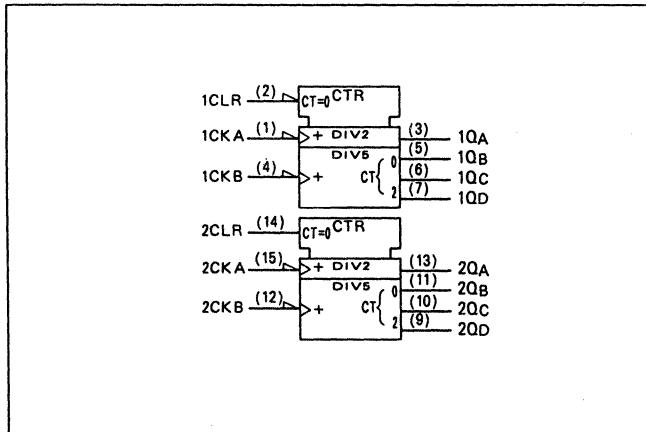 1CLR (2) CT=0 CTR
1CKA (1) + DIV2 (3) 1QA
DIV5 0 (5) 1QB
1CKB (4) + CT{ (6) 1QC
2 (7) 1QD
2CLR (14) CT=0 CTR
2CKA (15) + DIV2 (13) 2QA
DIV5 0 (11) 2QB
2CKB (12) + CT{ (10) 2QC
2 (9) 2QD